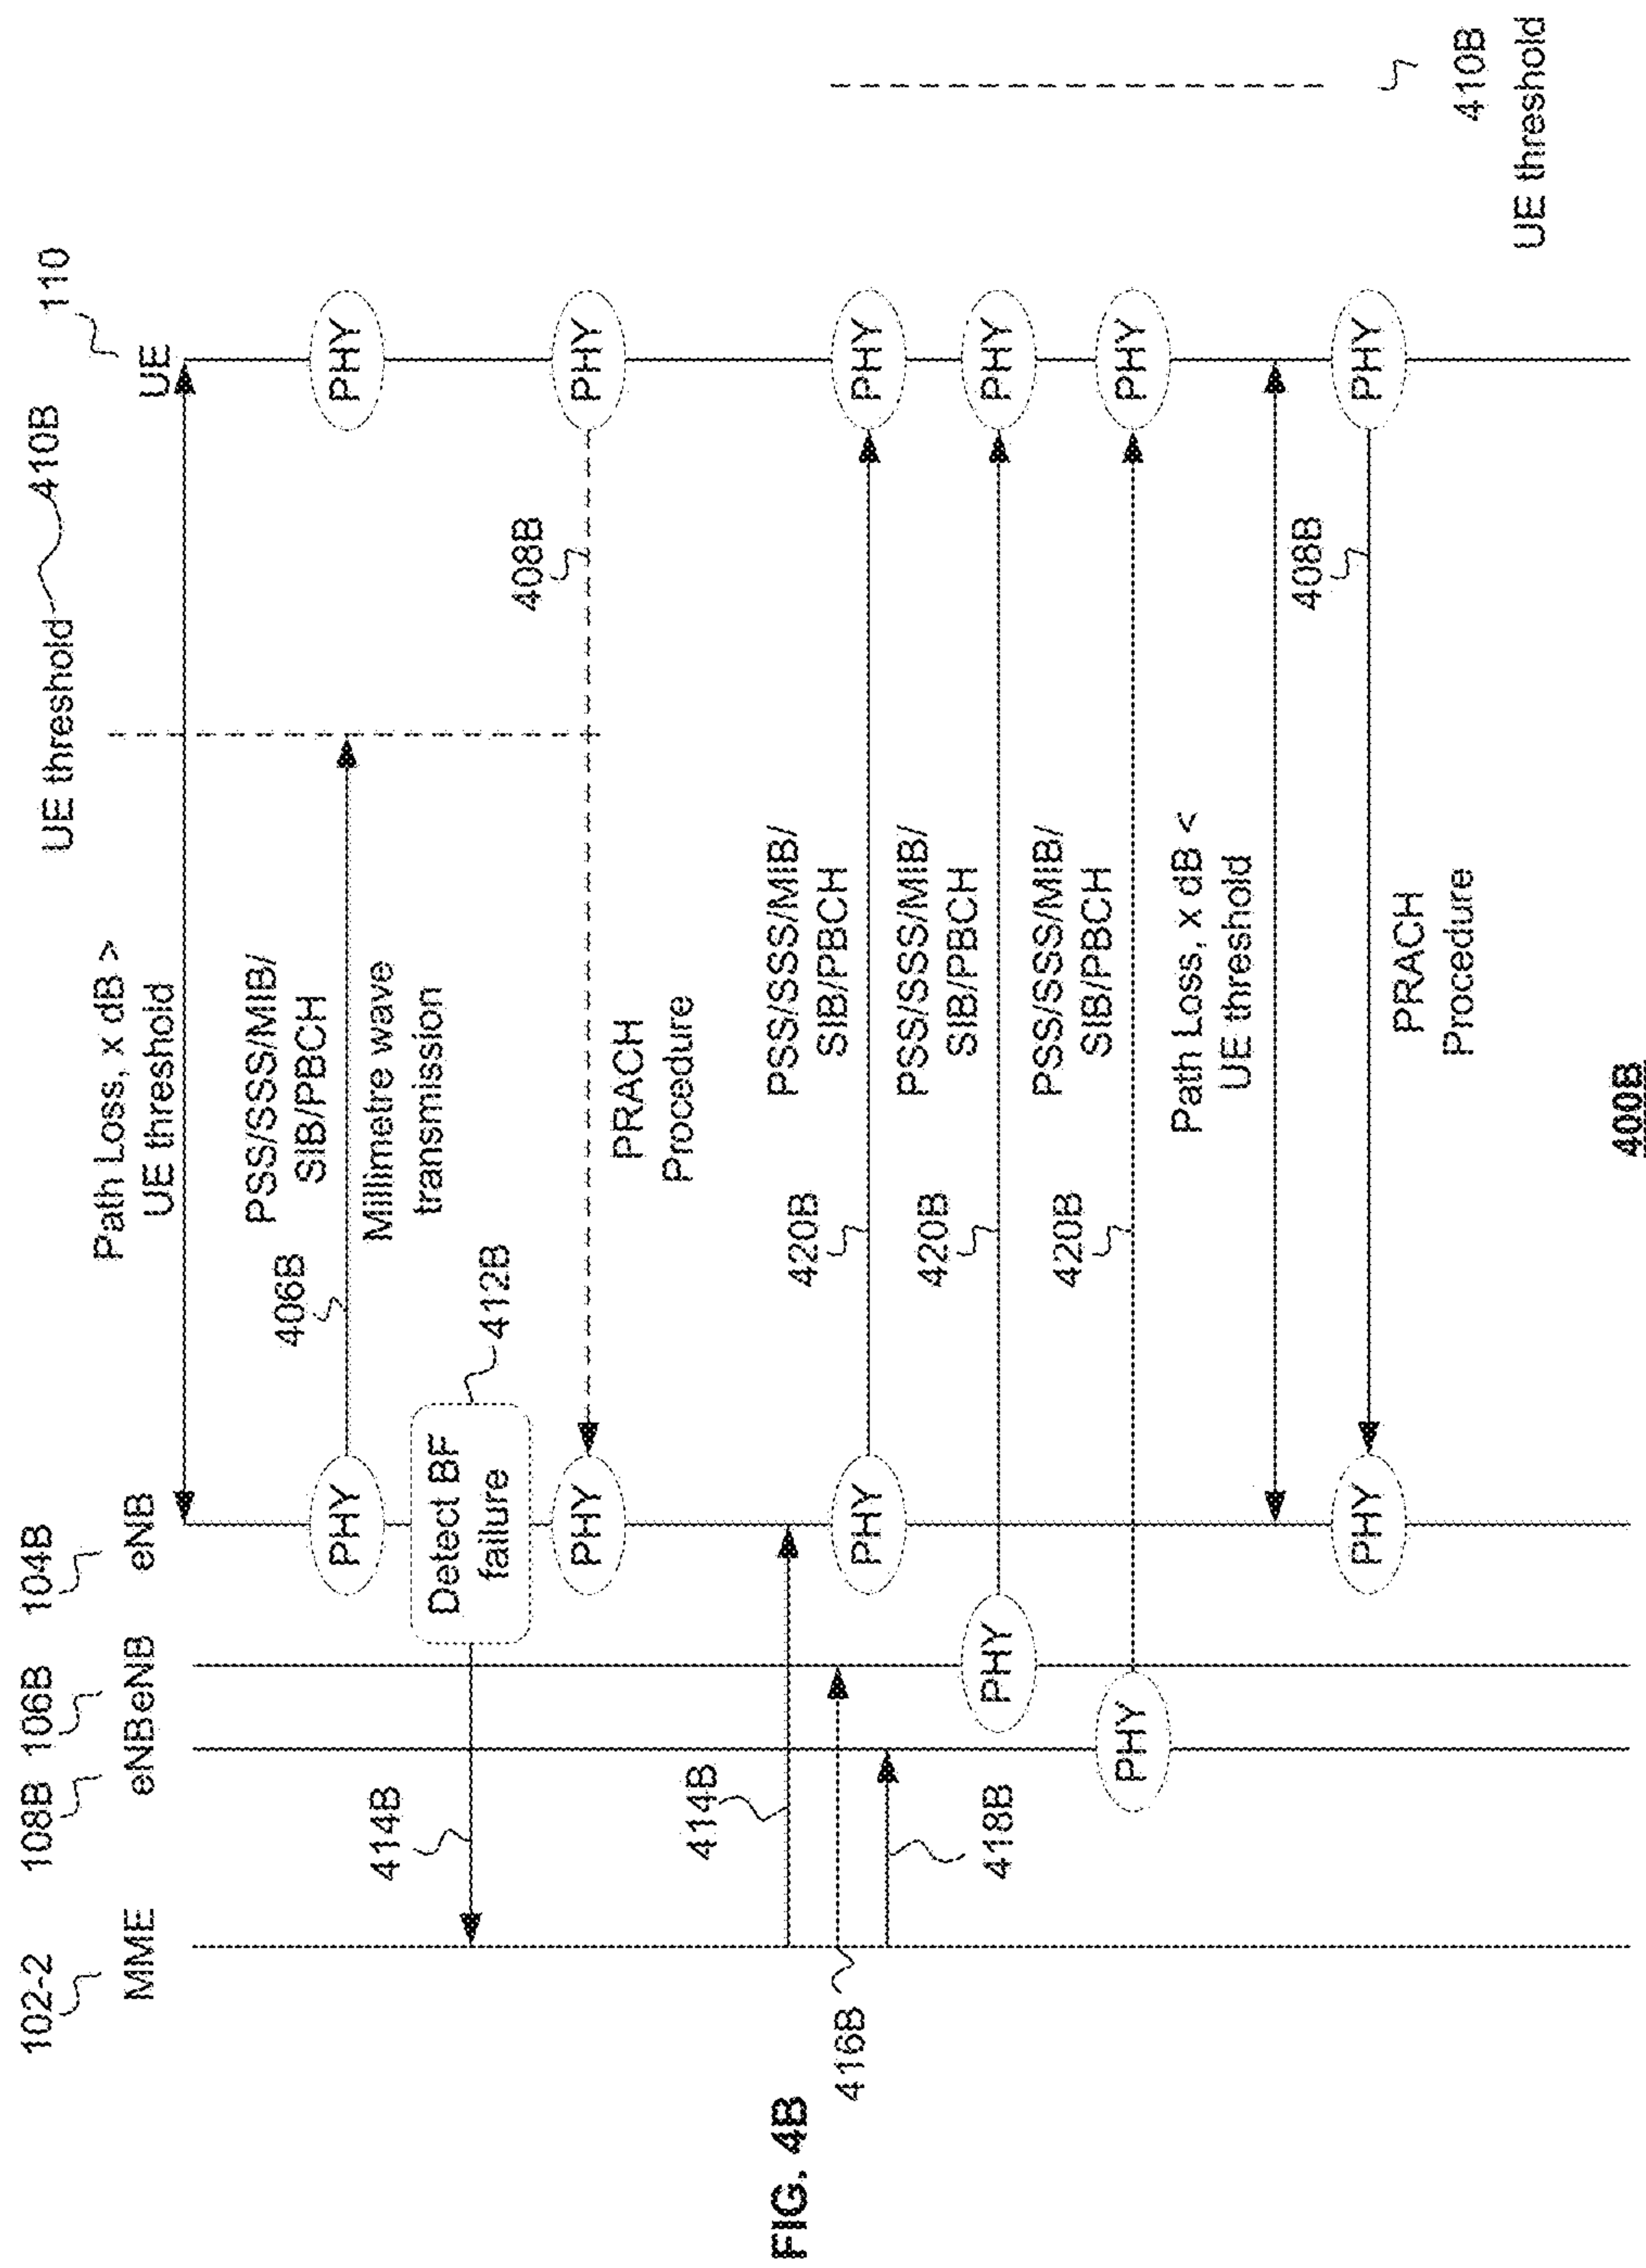 102-2
108B
106B
104B
110
MME
eNB
eNB
eNB
UE
UE threshold
410B
Path Loss, x dB >
UE threshold
PSS/SSS/MIB/
SIB/PBCH
406B
PHY
PHY
Millimetre wave
transmission
414B
Detect BF
failure
412B
408B
PHY
PHY
PRACH
Procedure
414B
416B
418B
PSS/SSS/MIB/
SIB/PBCH
420B
PHY
PHY
PSS/SSS/MIB/
SIB/PBCH
420B
PHY
PHY
PSS/SSS/MIB/
SIB/PBCH
420B
PHY
PHY
Path Loss, x dB <
UE threshold
408B
PHY
PHY
PRACH
Procedure
410B
UE threshold
400B
FIG. 4B